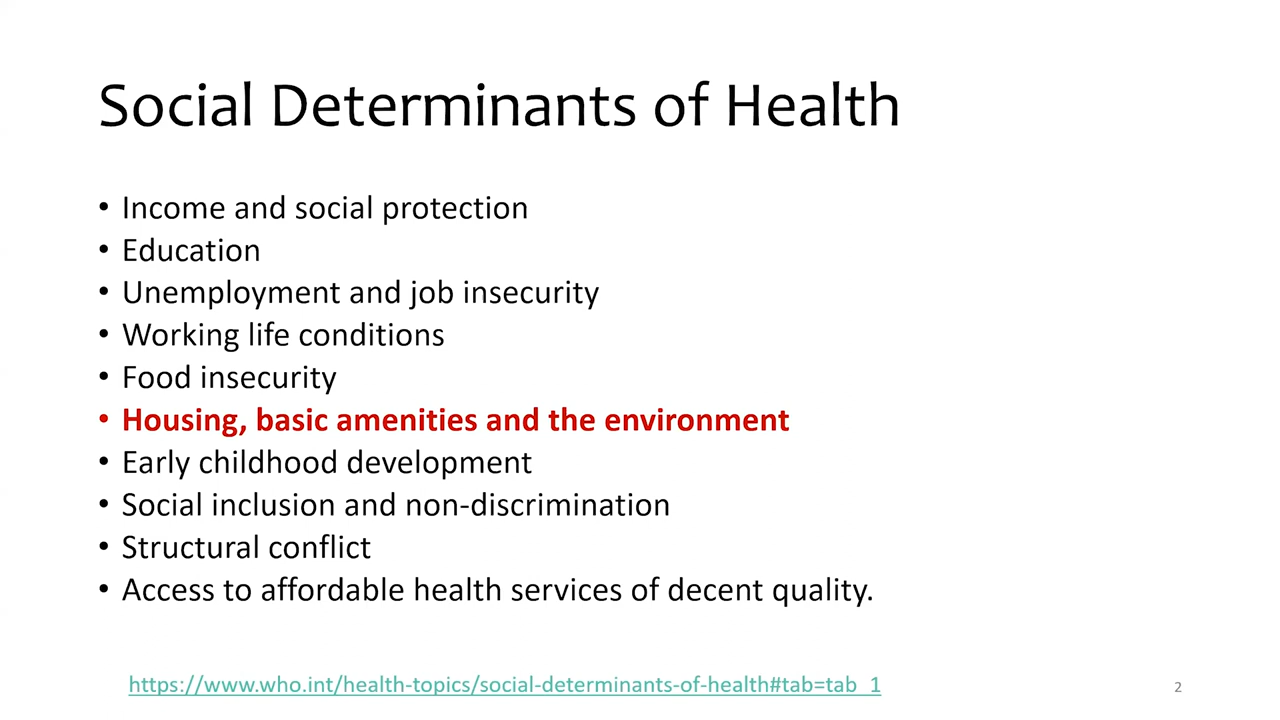 Social Determinants of Health
• Income and social protection
• Education
• Unemployment and job insecurity
• Working life conditions
• Food insecurity
• Housing, basic amenities and the environment
• Early childhood development
• Social inclusion and non-discrimination
• Structural conflict
• Access to affordable health services of decent quality.
https://www.who.int/health-topics/social-determinants-of-health#tab=tab_1
2